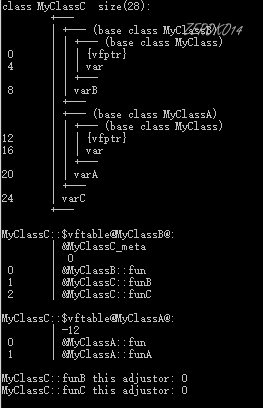 class MyClassC  size(28):
        +---
        | +--- (base class MyClassB)
        | | +--- (base class MyClass)
 0      | | | {vfptr}
 4      | | | var
        | | +---
 8      | | varB
        | +---
        | +--- (base class MyClassA)
        | | +--- (base class MyClass)
12      | | | {vfptr}
16      | | | var
        | | +---
20      | | varA
        | +---
24      | varC
        +---
MyClassC::$vftable@MyClassB@:
        | &MyClassC_meta
        |  0
 0      | &MyClassB::fun
 1      | &MyClassC::funB
 2      | &MyClassC::funC
MyClassC::$vftable@MyClassA@:
        | -12
 0      | &MyClassA::fun
 1      | &MyClassA::funA
MyClassC::funB this adjustor: 0
MyClassC::funC this adjustor: 0